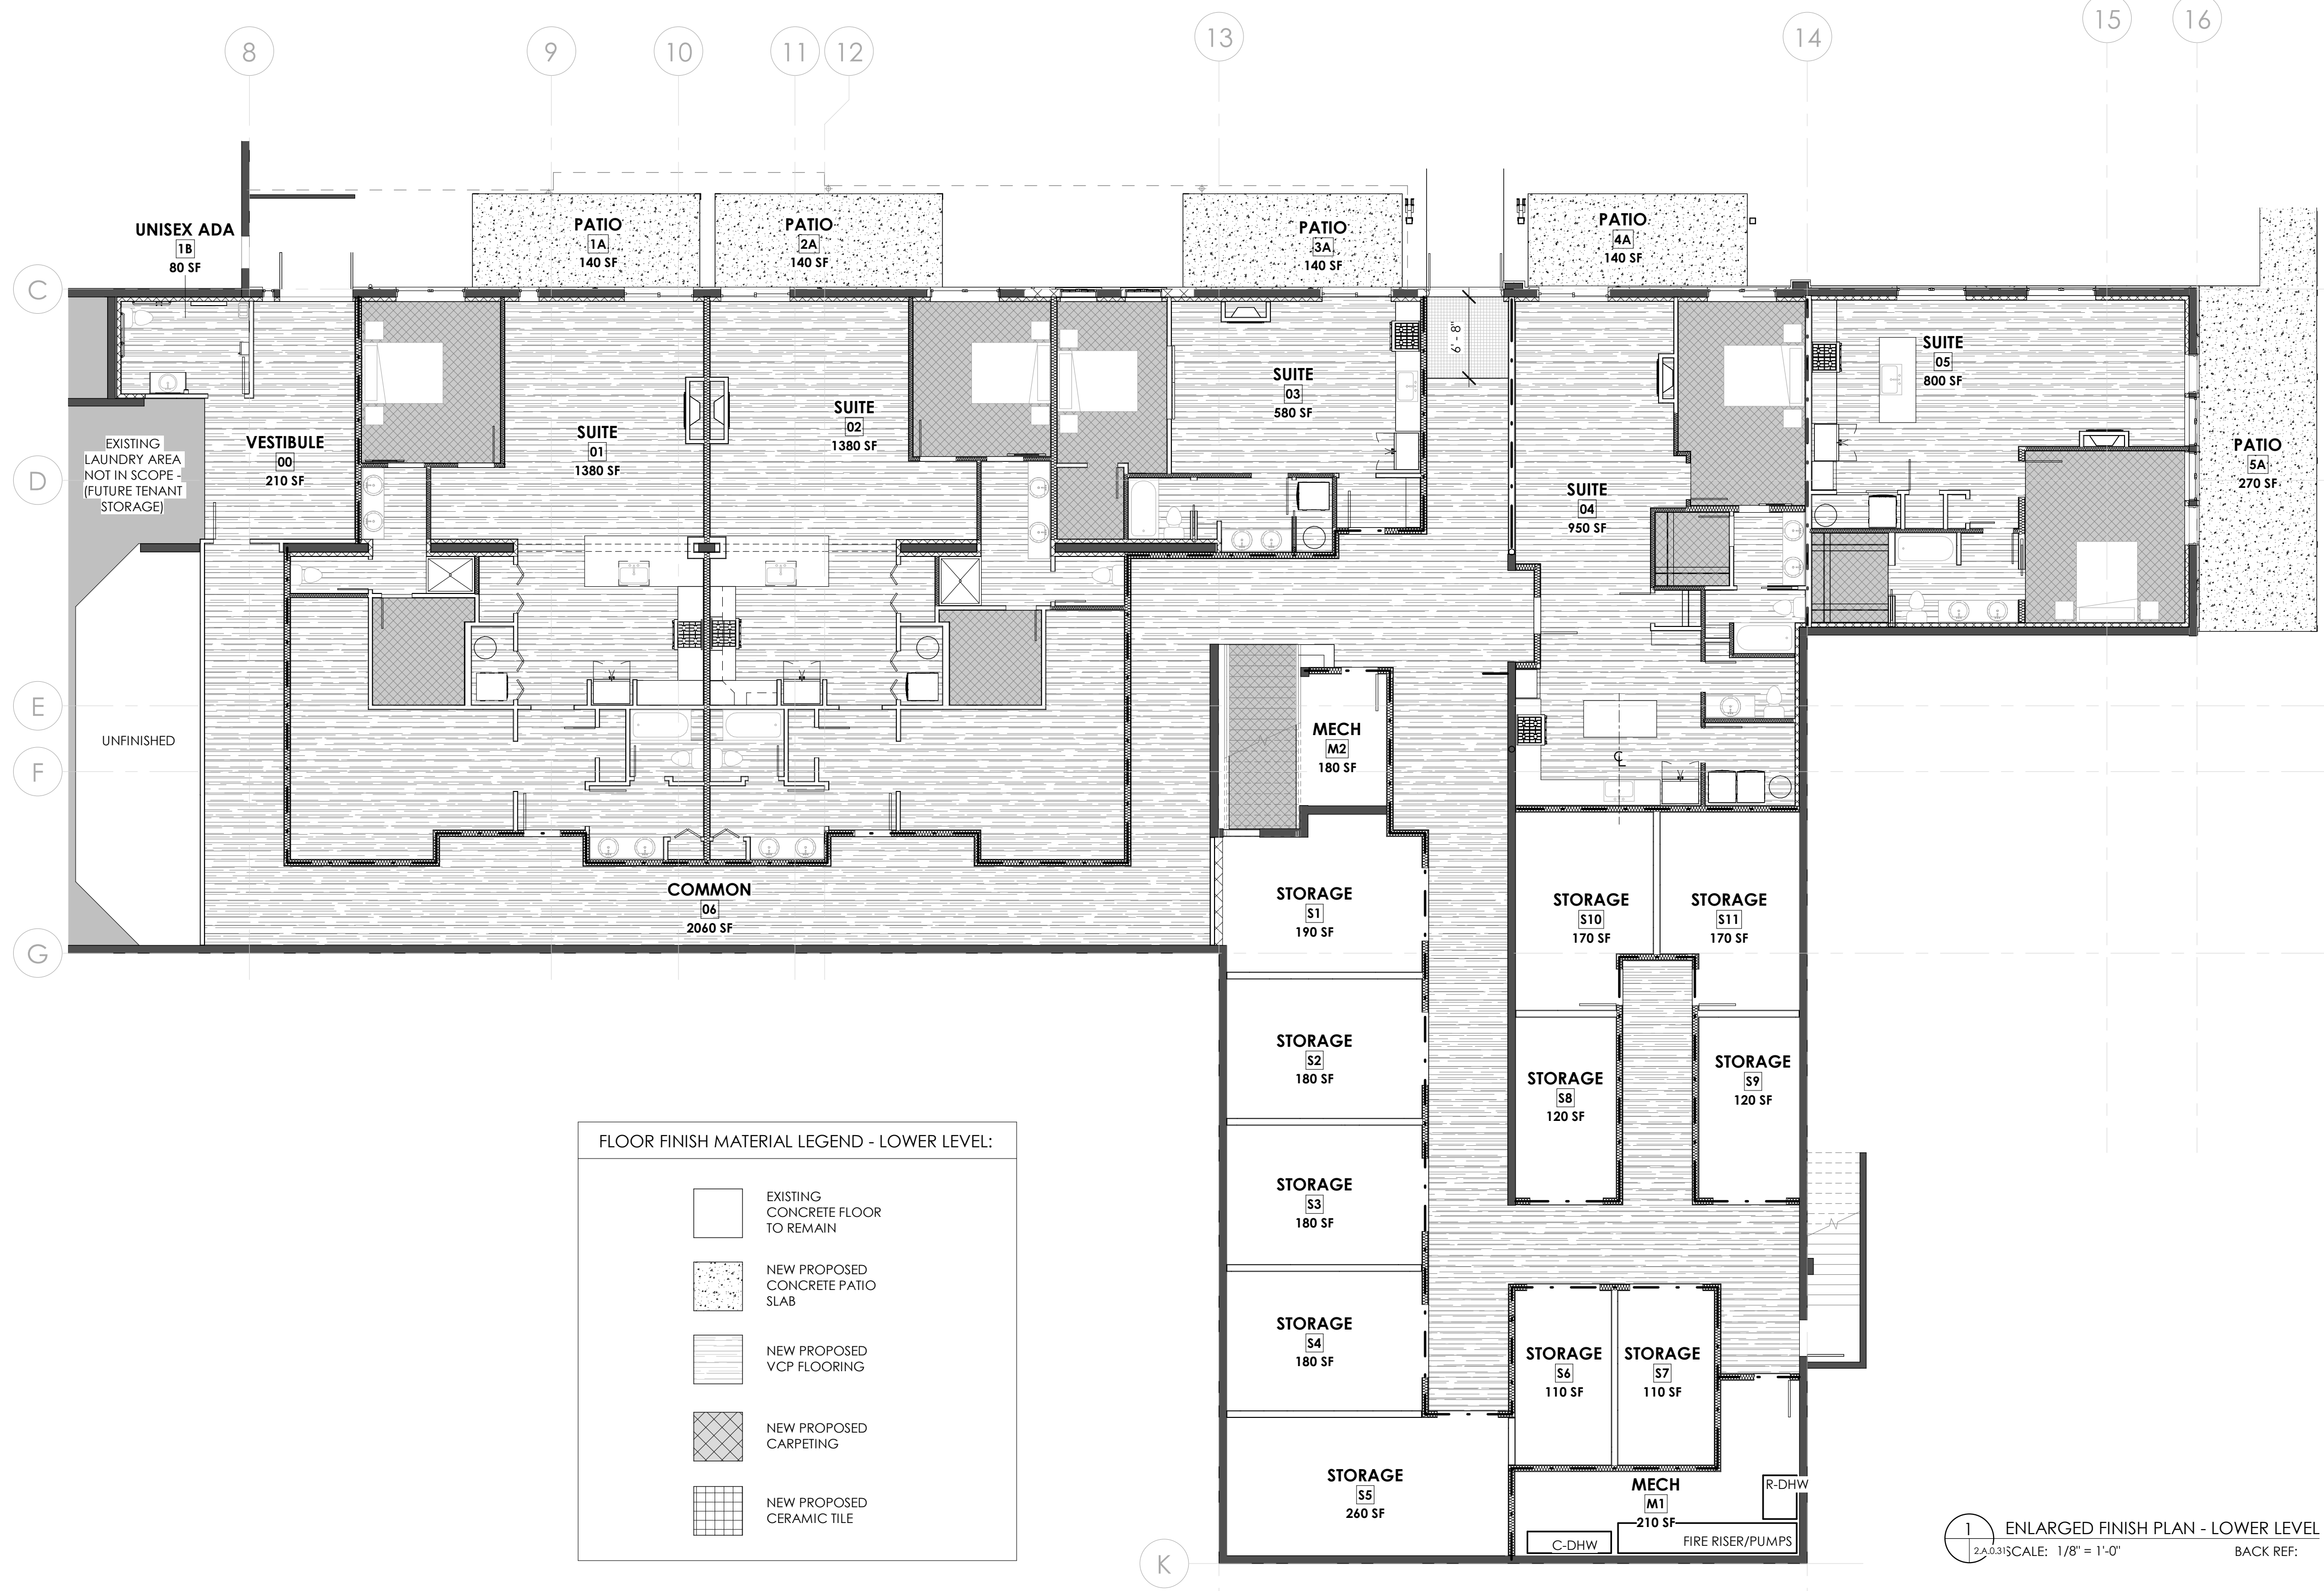 8
9
10
11
12
13
14
15
16
C
D
E
F
G
K
UNISEX ADA
1B
80 SF
PATIO
1A
140 SF
PATIO
2A
140 SF
PATIO
3A
140 SF
PATIO
4A
140 SF
EXISTING
LAUNDRY AREA
NOT IN SCOPE -
(FUTURE TENANT
STORAGE)
VESTIBULE
00
210 SF
SUITE
01
1380 SF
SUITE
02
1380 SF
SUITE
03
580 SF
6' - 8"
SUITE
04
950 SF
SUITE
05
800 SF
PATIO
5A
270 SF
UNFINISHED
MECH
M2
180 SF
CL
COMMON
06
2060 SF
STORAGE
S1
190 SF
STORAGE
S10
170 SF
STORAGE
S11
170 SF
STORAGE
S2
180 SF
STORAGE
S8
120 SF
STORAGE
S9
120 SF
STORAGE
S3
180 SF
STORAGE
S4
180 SF
STORAGE
S6
110 SF
STORAGE
S7
110 SF
STORAGE
S5
260 SF
MECH
M1
210 SF
R-DHW
C-DHW
FIRE RISER/PUMPS
FLOOR FINISH MATERIAL LEGEND - LOWER LEVEL:
EXISTING
CONCRETE FLOOR
TO REMAIN
NEW PROPOSED
CONCRETE PATIO
SLAB
NEW PROPOSED
VCP FLOORING
NEW PROPOSED
CARPETING
NEW PROPOSED
CERAMIC TILE
1
2.A.0.31
ENLARGED FINISH PLAN - LOWER LEVEL
SCALE: 1/8" = 1'-0"
BACK REF: